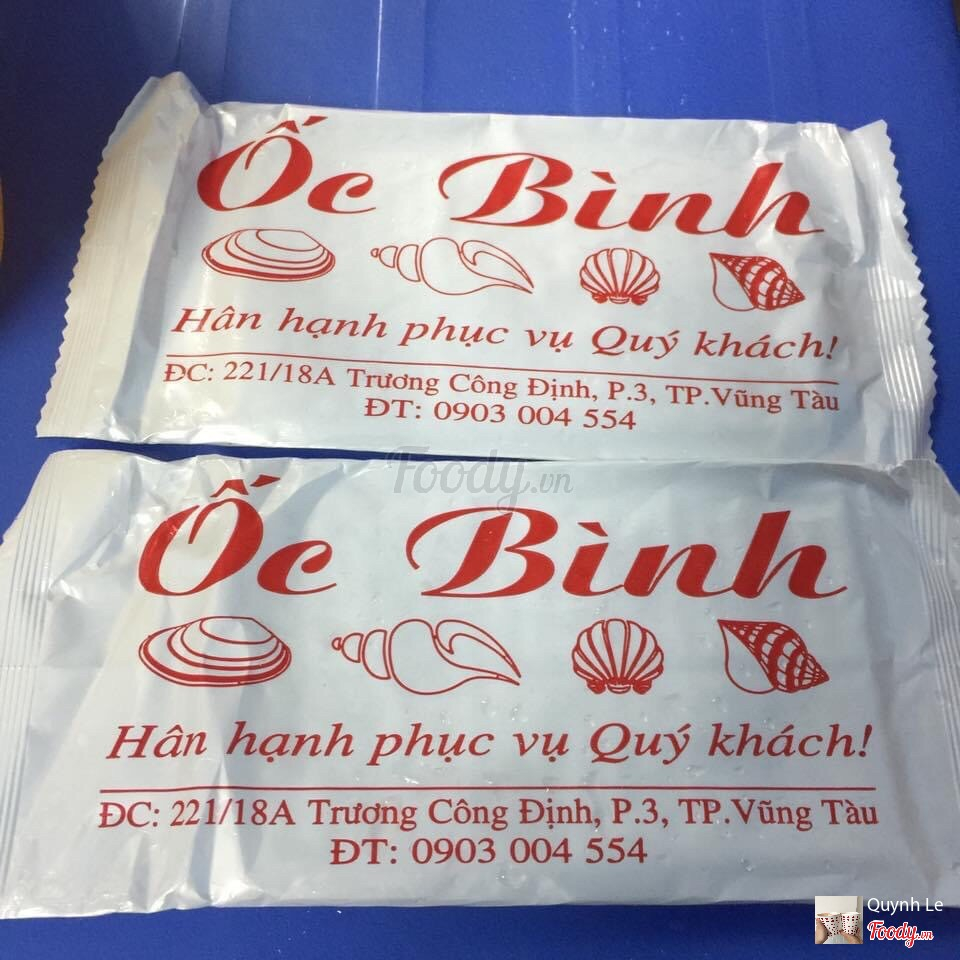 Ốc Bình
Hân hạnh phục vụ Quý khách!
ĐC: 221/18A Trương Công Định, P.3, TP.Vũng Tàu
ĐT: 0903 004 554
Foody.vn
Ốc Bình
Hân hạnh phục vụ Quý khách!
ĐC: 221/18A Trương Công Định, P.3, TP.Vũng Tàu
ĐT: 0903 004 554
Quynh Le
Foody.vn